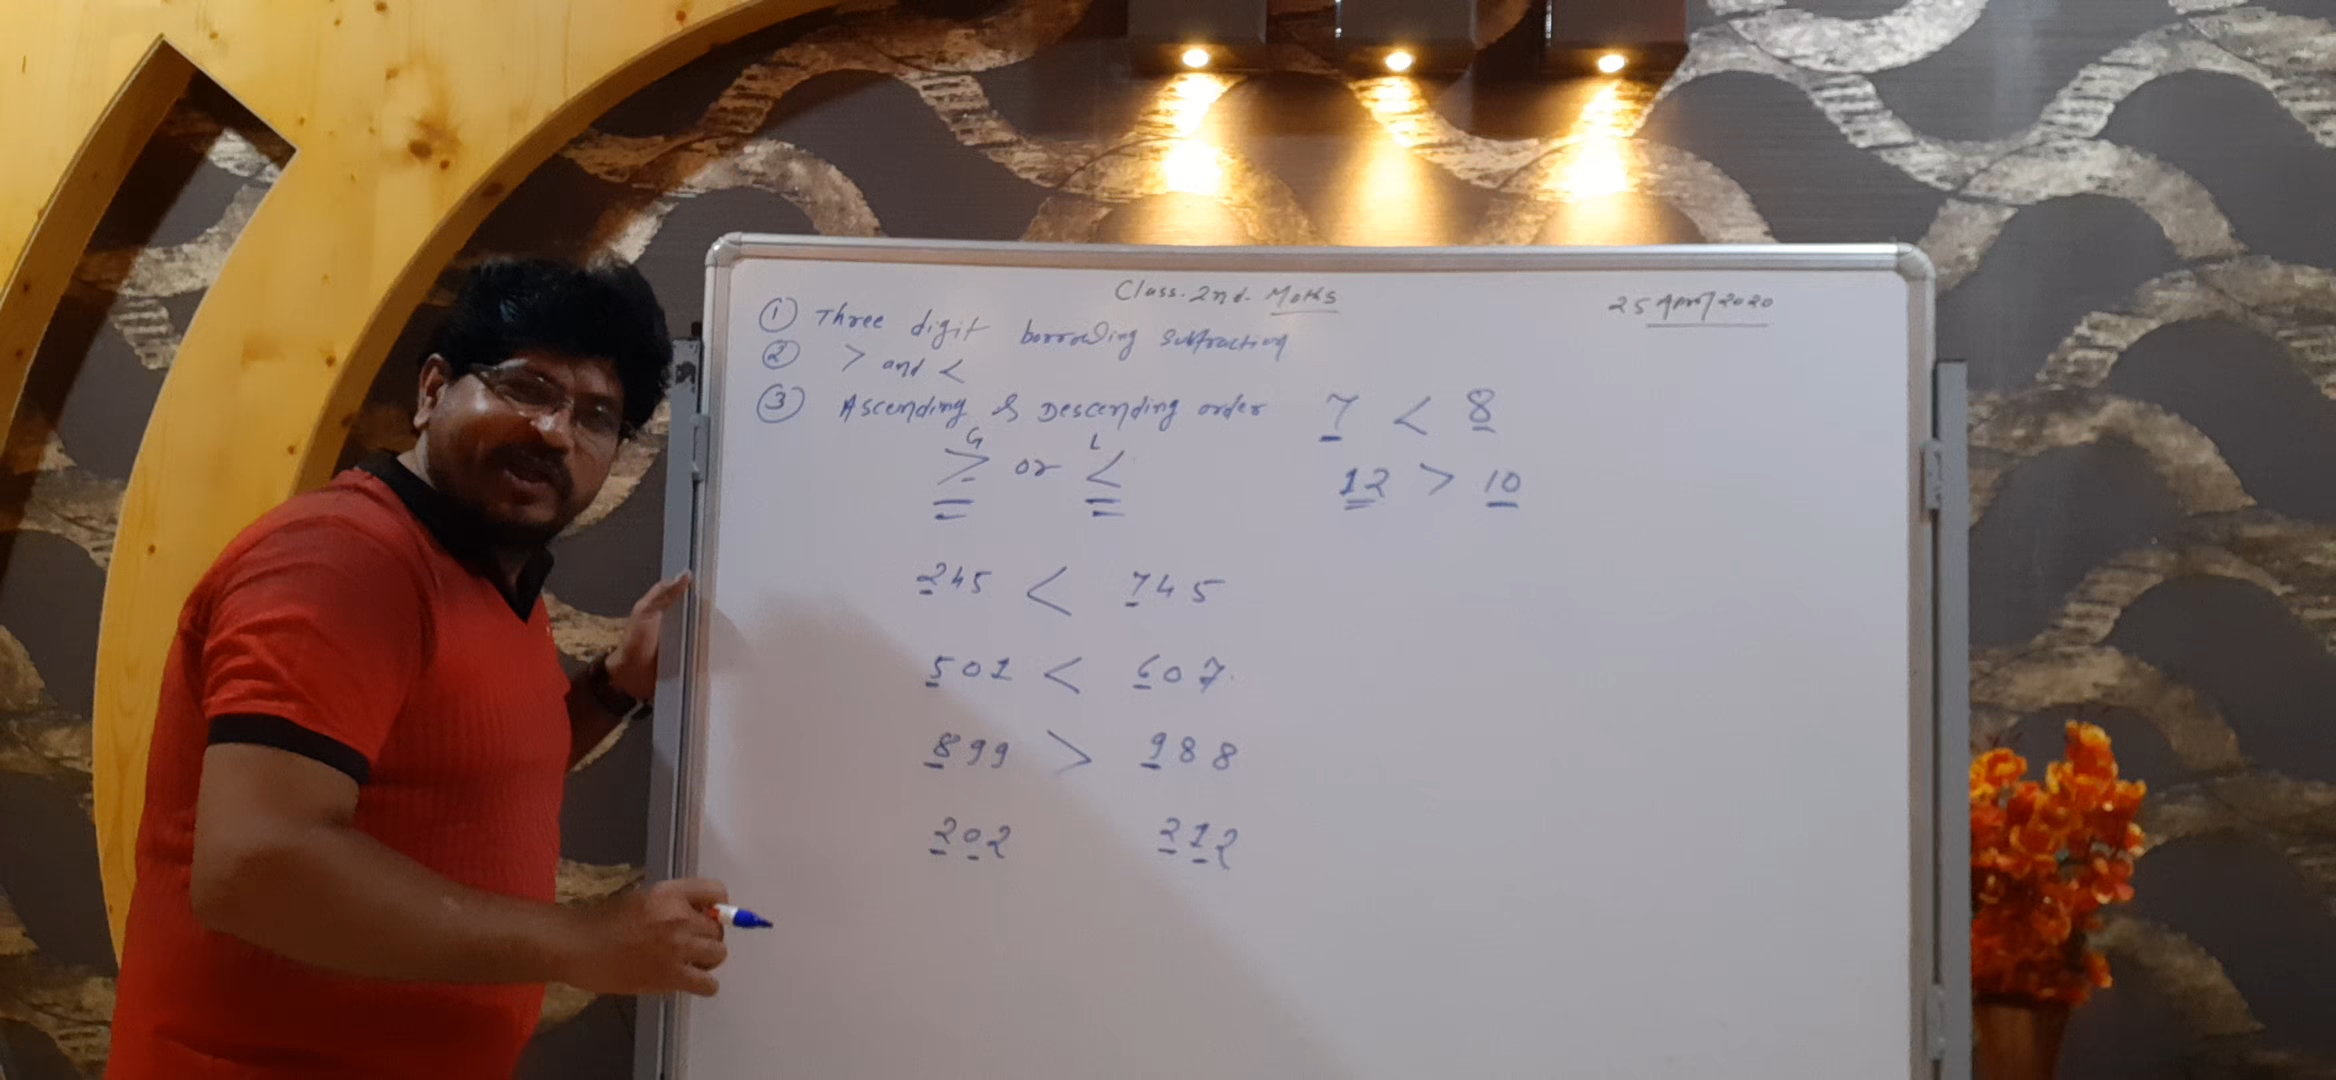 Class. 2nd. Maths
25 April 2020
① Three digit borrowing subtraction
② > and <
③ Ascending & Descending order
7 < 8
G L
> or <
12 > 10
245 < 745
501 < 607.
899 > 988
202 212